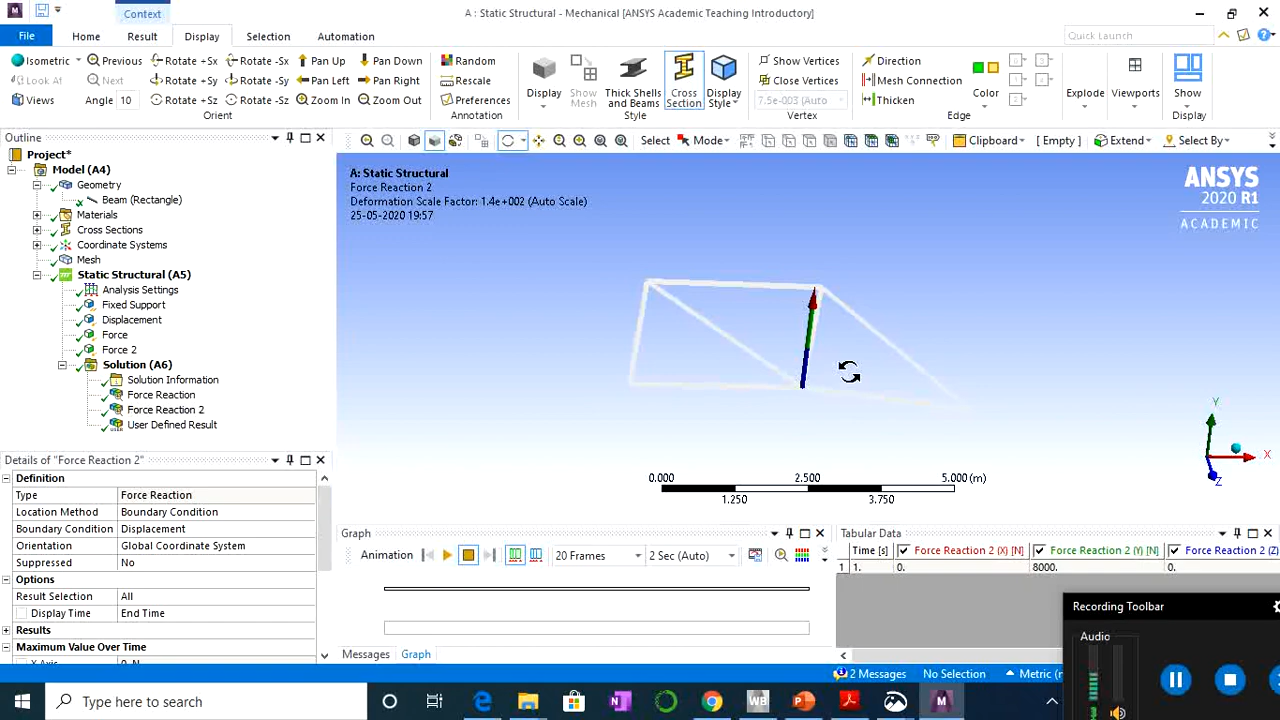 Context
A : Static Structural - Mechanical [ANSYS Academic Teaching Introductory]
File Home Result Display Selection Automation Quick Launch
Isometric Previous Rotate +Sx Rotate -Sx Pan Up Pan Down Random Show Vertices Direction
Look At Next Rotate +Sy Rotate -Sy Pan Left Pan Right Rescale Close Vertices Mesh Connection
Views Angle 10 Rotate +Sz Rotate -Sz Zoom In Zoom Out Preferences 7.5e-003 (Auto Thicken
Display Show Mesh Thick Shells and Beams Cross Section Display Style Color Explode Viewports Show
Orient Annotation Style Vertex Edge Display
Outline
Select Mode Clipboard [ Empty ] Extend Select By
Project*
Model (A4)
Geometry
Beam (Rectangle)
Materials
Cross Sections
Coordinate Systems
Mesh
Static Structural (A5)
Analysis Settings
Fixed Support
Displacement
Force
Force 2
Solution (A6)
Solution Information
Force Reaction
Force Reaction 2
User Defined Result
A: Static Structural
Force Reaction 2
Deformation Scale Factor: 1.4e+002 (Auto Scale)
25-05-2020 19:57
ANSYS
2020 R1
ACADEMIC
Y
X
Z
0.000 2.500 5.000 (m)
1.250 3.750
Details of "Force Reaction 2"
Definition
Type Force Reaction
Location Method Boundary Condition
Boundary Condition Displacement
Orientation Global Coordinate System
Suppressed No
Options
Result Selection All
Display Time End Time
Results
Maximum Value Over Time
Graph
Animation 20 Frames 2 Sec (Auto)
Messages Graph
Tabular Data
Time [s] Force Reaction 2 (X) [N] Force Reaction 2 (Y) [N] Force Reaction 2 (Z)
1 1. 0. 8000. 0.
Recording Toolbar
Audio
2 Messages No Selection Metric (m
Type here to search